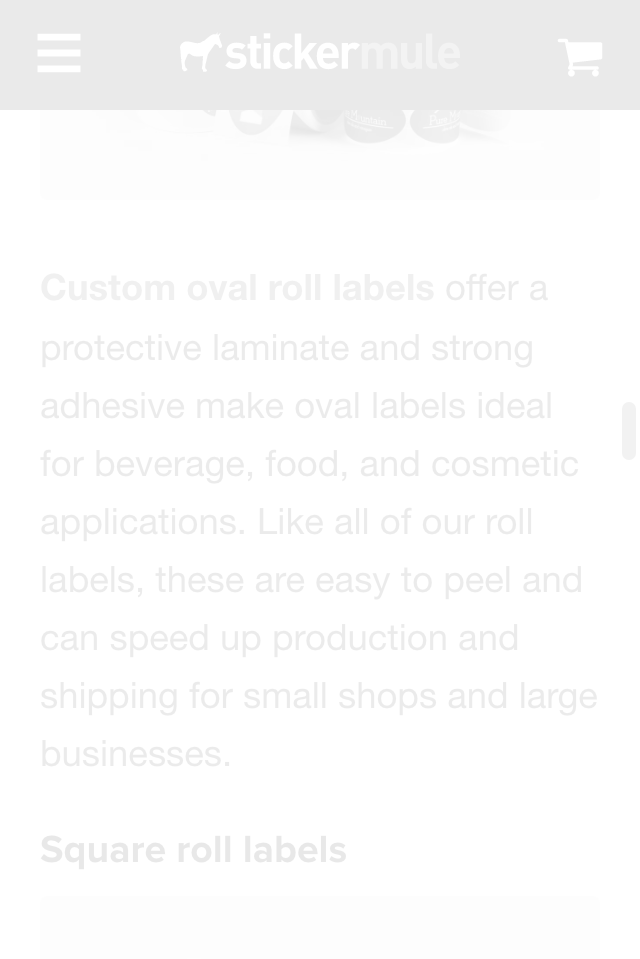 stickermule
Custom oval roll labels offer a
protective laminate and strong
adhesive make oval labels ideal
for beverage, food, and cosmetic
applications. Like all of our roll
labels, these are easy to peel and
can speed up production and
shipping for small shops and large
businesses.
Square roll labels